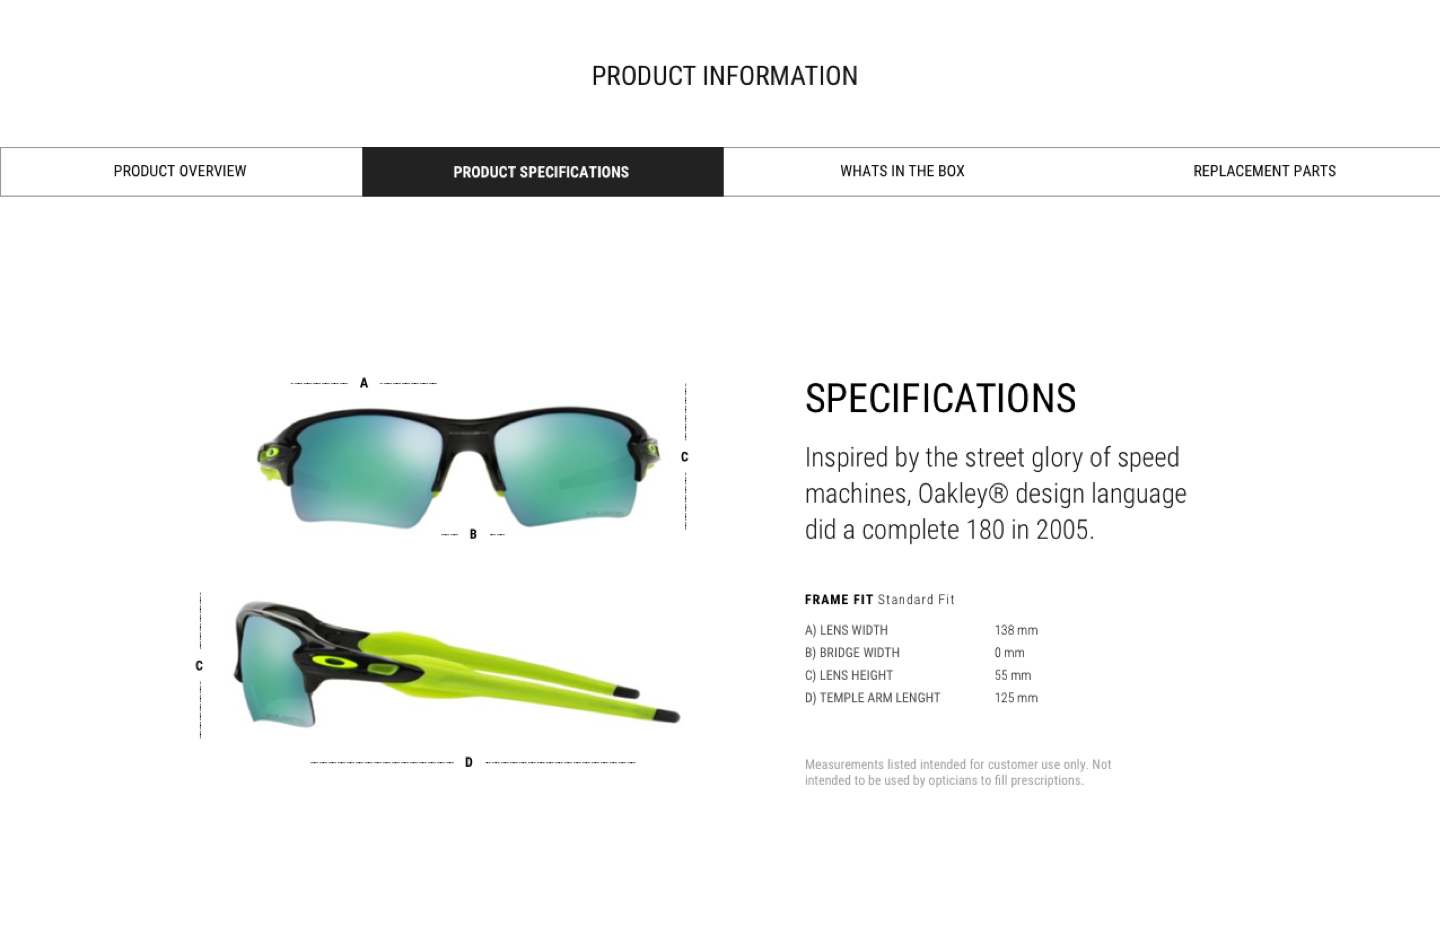 PRODUCT INFORMATION
PRODUCT OVERVIEW
PRODUCT SPECIFICATIONS
WHATS IN THE BOX
REPLACEMENT PARTS
A
C
B
C
D
SPECIFICATIONS
Inspired by the street glory of speed
machines, Oakley® design language
did a complete 180 in 2005.
FRAME FIT Standard Fit
A) LENS WIDTH 138 mm
B) BRIDGE WIDTH 0 mm
C) LENS HEIGHT 55 mm
D) TEMPLE ARM LENGHT 125 mm
Measurements listed intended for customer use only. Not
intended to be used by opticians to fill prescriptions.